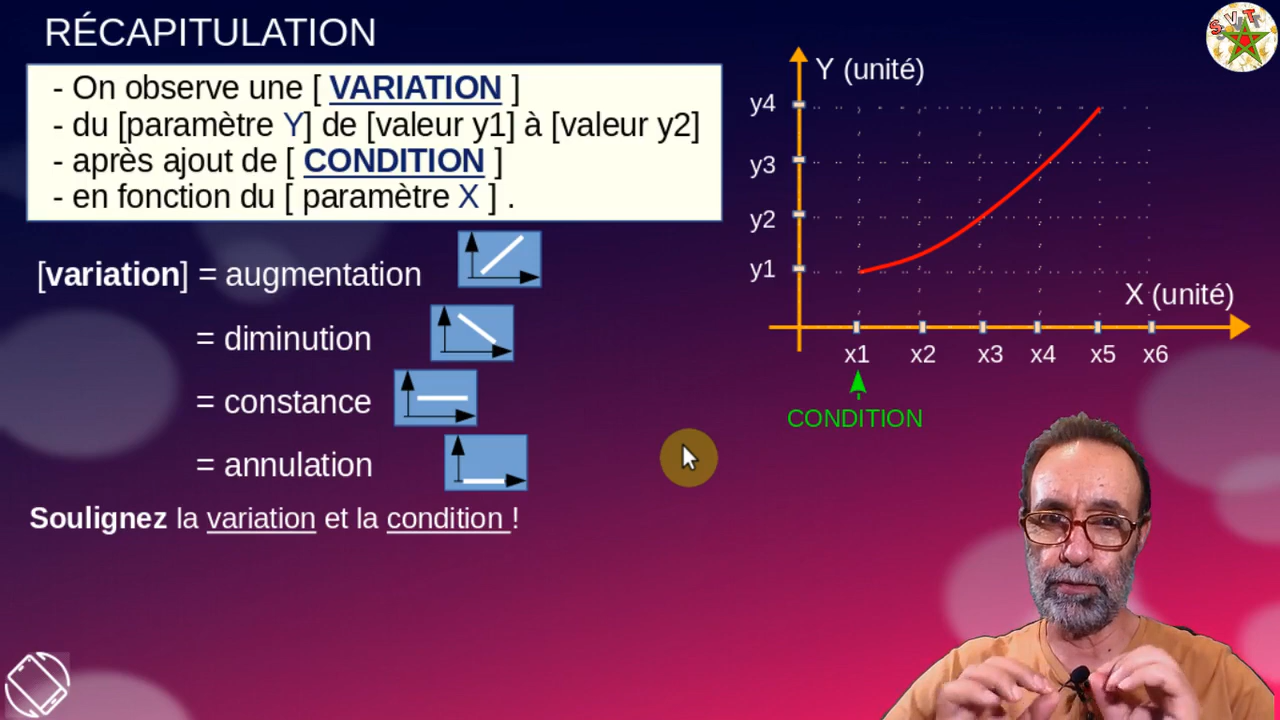 RÉCAPITULATION
- On observe une [ VARIATION ]
- du [paramètre Y] de [valeur y1] à [valeur y2]
- après ajout de [ CONDITION ]
- en fonction du [ paramètre X ] .
[variation] = augmentation
= diminution
= constance
= annulation
Soulignez la variation et la condition !
Y (unité)
y4
y3
y2
y1
X (unité)
x1 x2 x3 x4 x5 x6
CONDITION
SVT